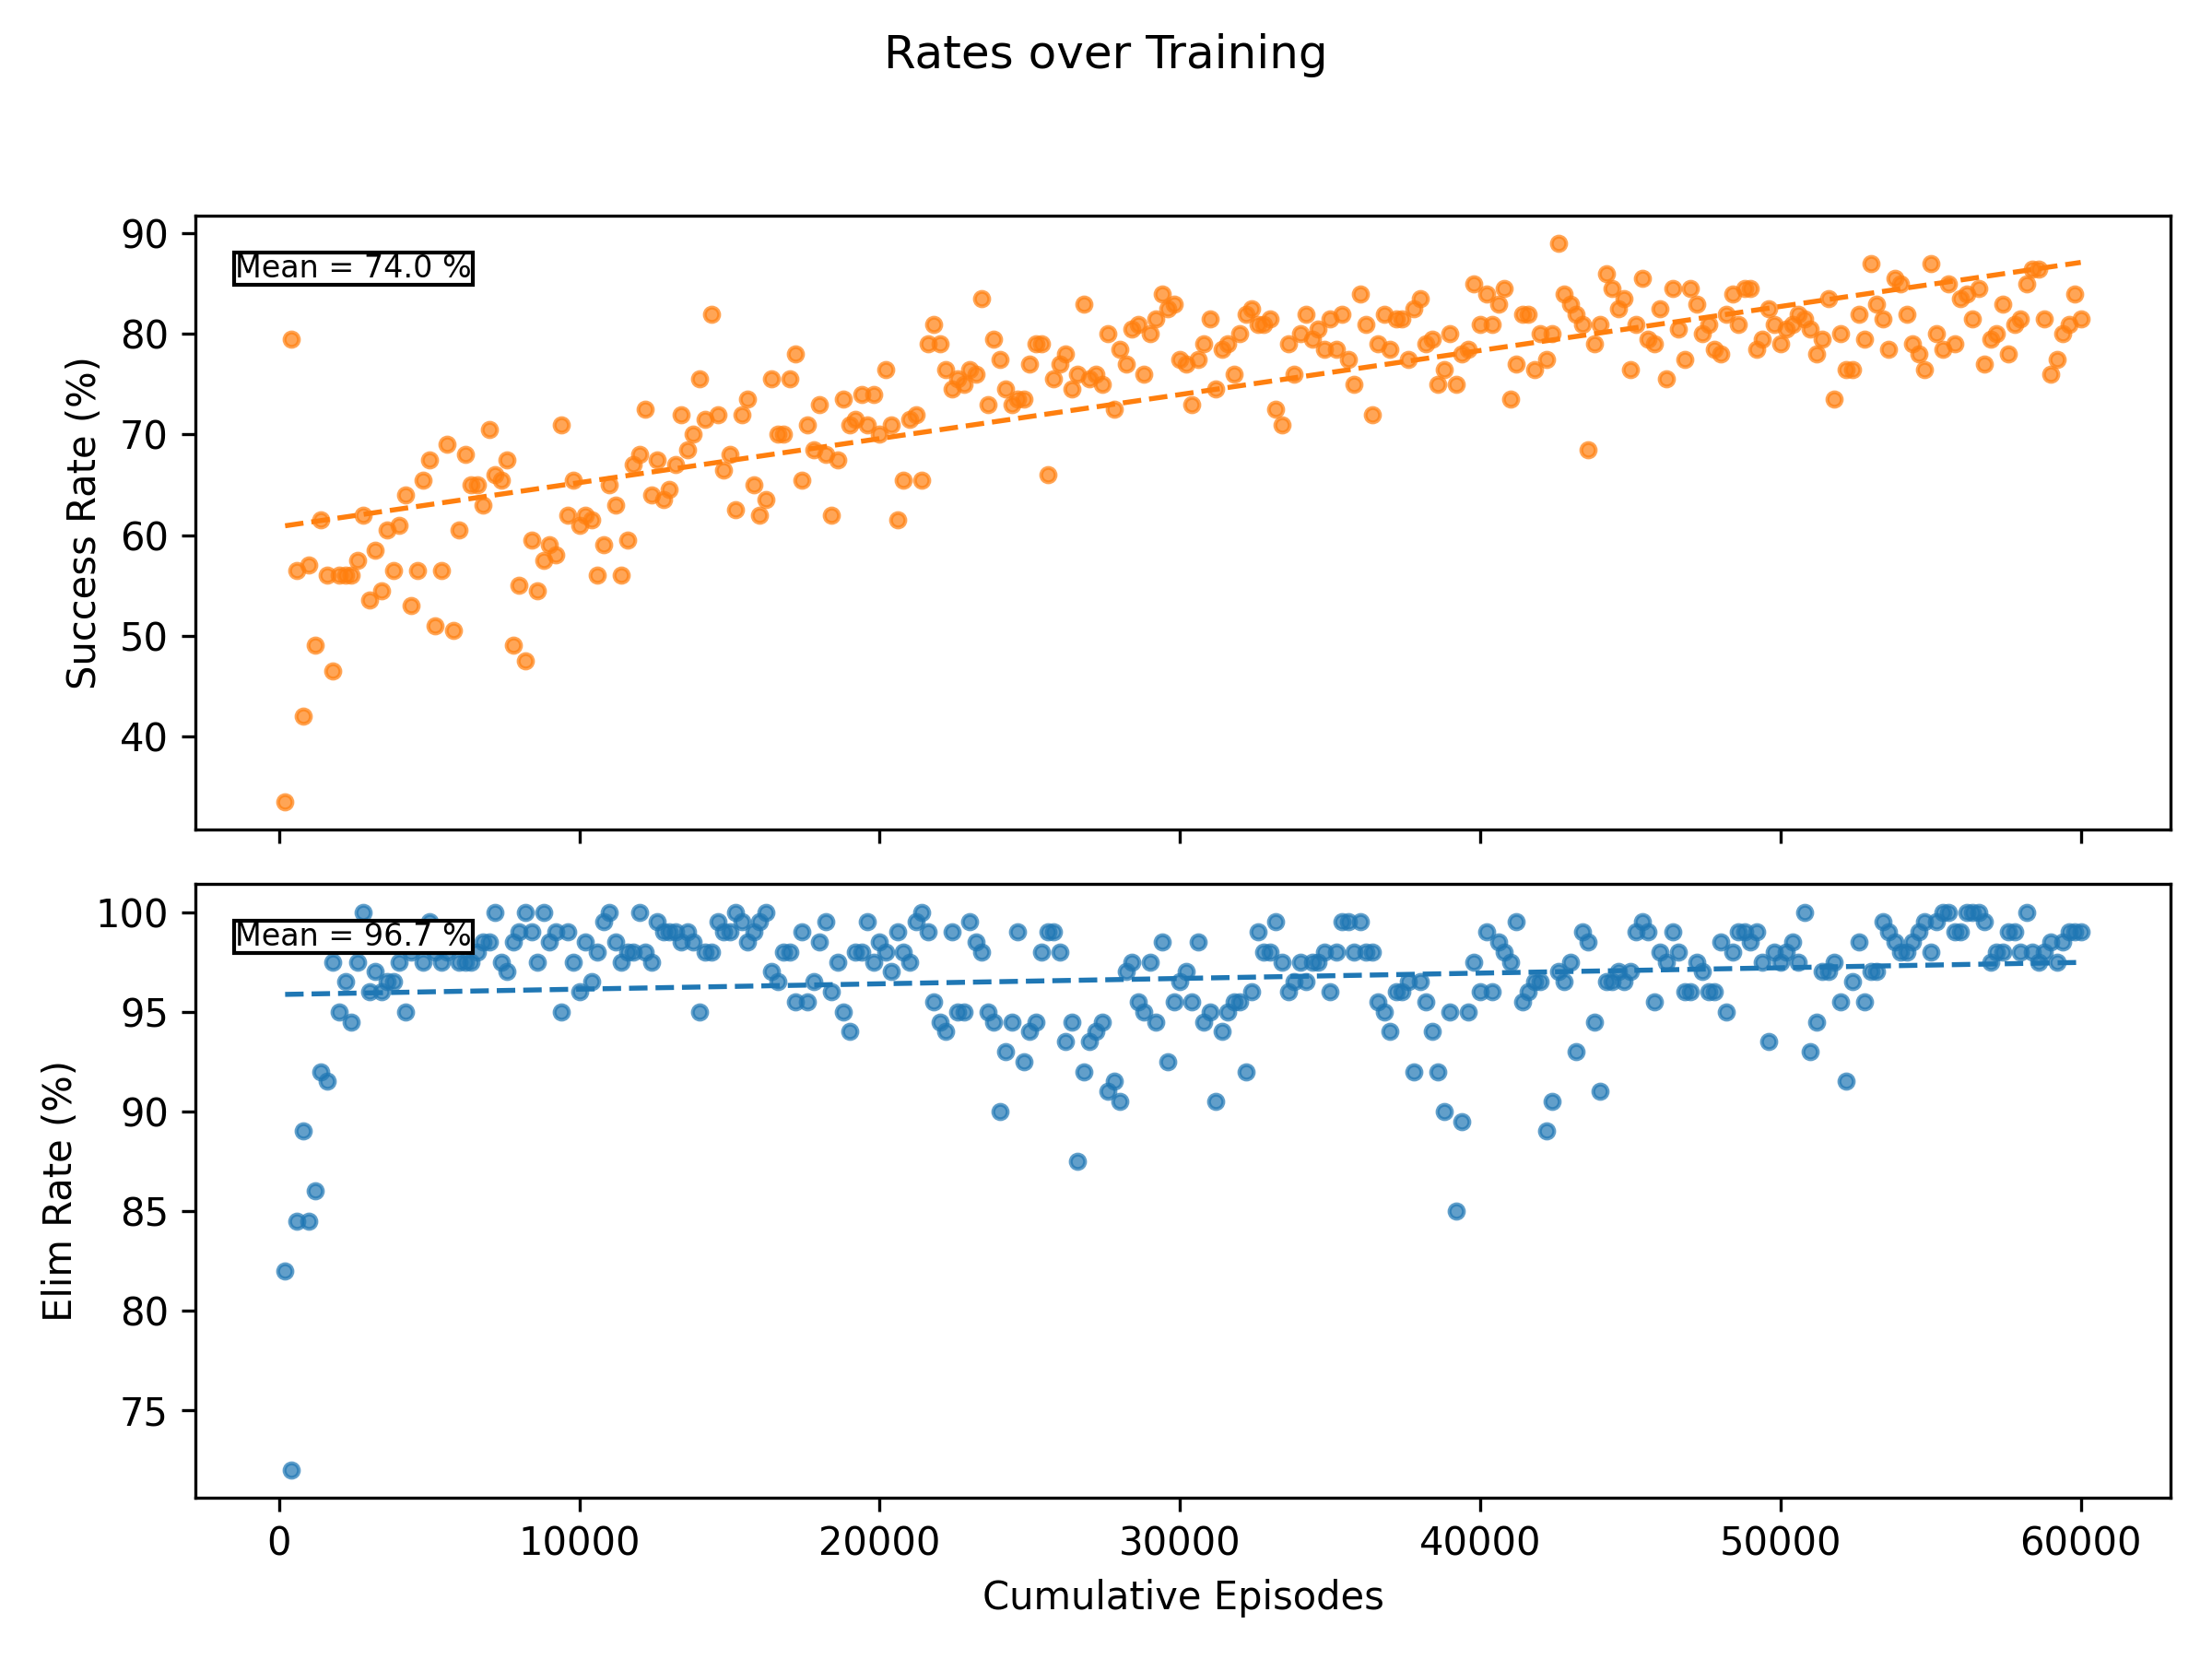 Rates over Training
90
80
70
60
50
40
Success Rate (%)
Mean = 74.0 %
100
95
90
85
80
75
Elim Rate (%)
Mean = 96.7 %
0 10000 20000 30000 40000 50000 60000
Cumulative Episodes